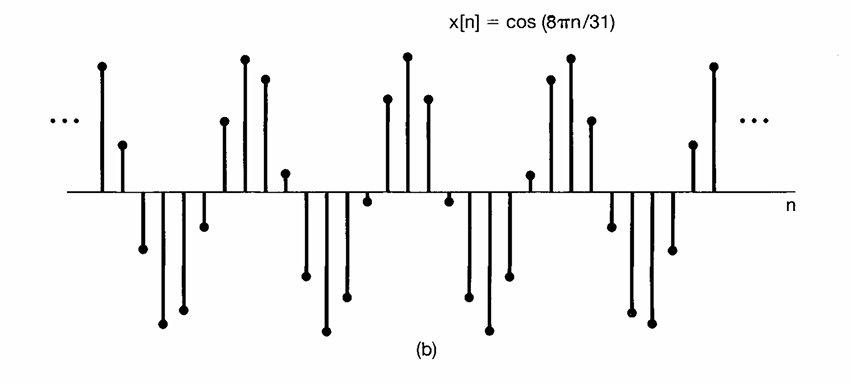 x[n] = cos (8πn/31)
... ...
n
(b)